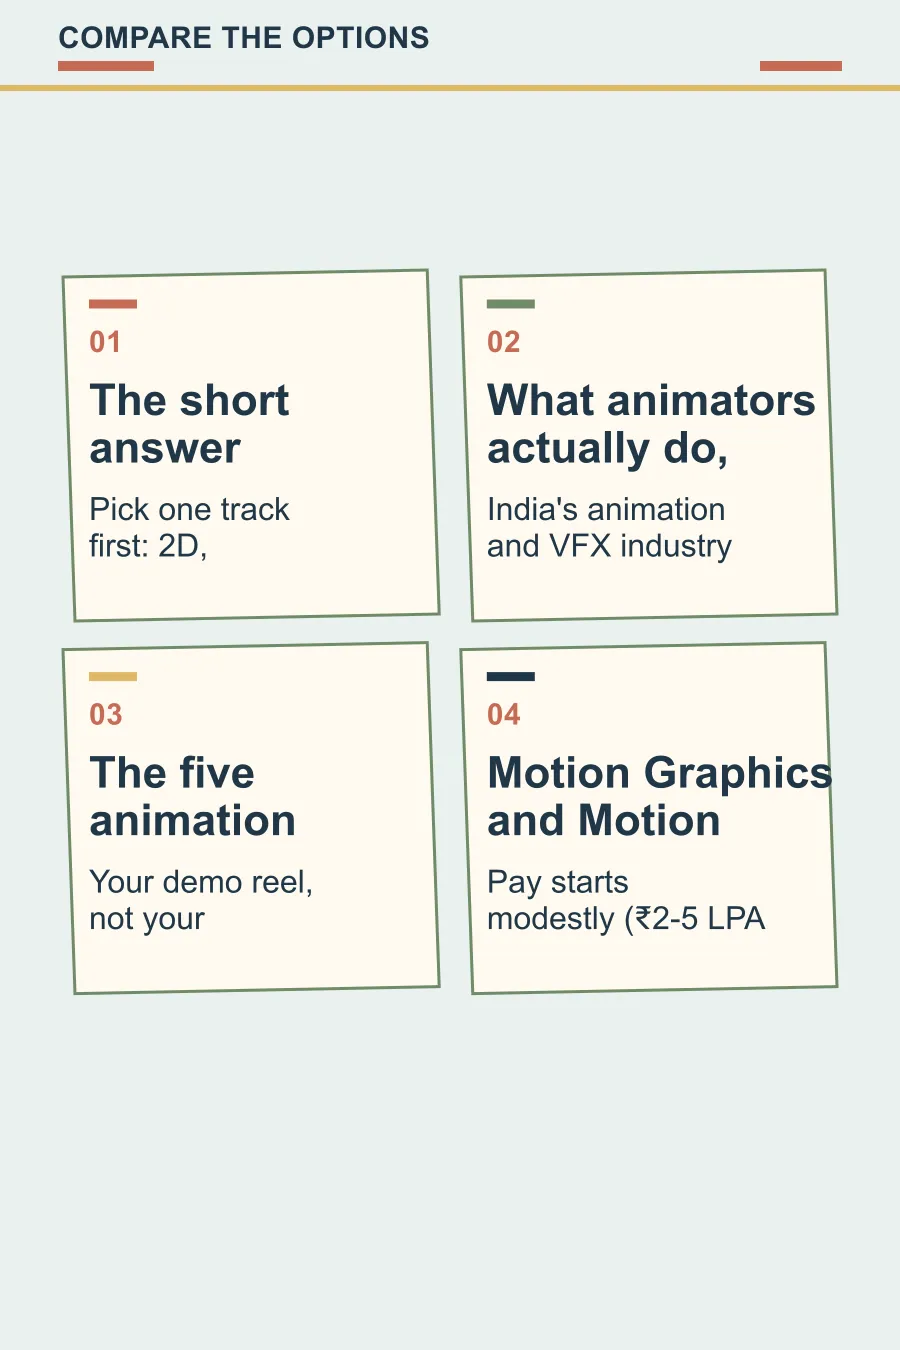 COMPARE THE OPTIONS
01
The short
answer
Pick one track
first: 2D,
02
What animators
actually do,
India's animation
and VFX industry
03
The five
animation
Your demo reel,
not your
04
Motion Graphics
and Motion
Pay starts
modestly (₹2-5 LPA